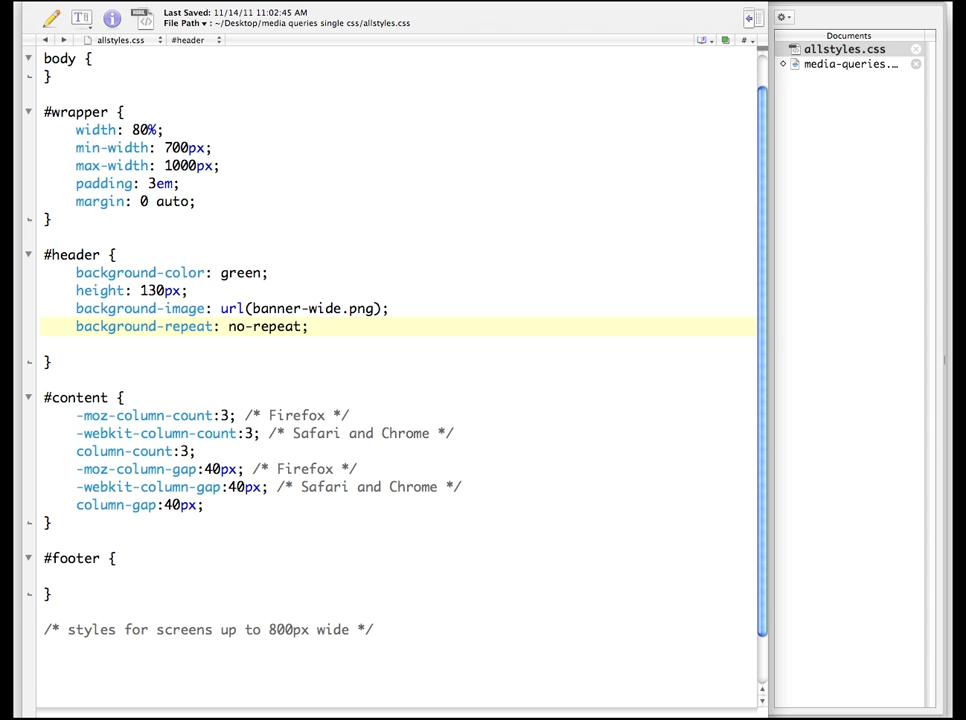 Last Saved: 11/14/11 11:02:45 AM
File Path ▾ : ~/Desktop/media queries single css/allstyles.css
allstyles.css #header #
Documents
allstyles.css
media-queries....
body {
}
#wrapper {
width: 80%;
min-width: 700px;
max-width: 1000px;
padding: 3em;
margin: 0 auto;
}
#header {
background-color: green;
height: 130px;
background-image: url(banner-wide.png);
background-repeat: no-repeat;
}
#content {
-moz-column-count:3; /* Firefox */
-webkit-column-count:3; /* Safari and Chrome */
column-count:3;
-moz-column-gap:40px; /* Firefox */
-webkit-column-gap:40px; /* Safari and Chrome */
column-gap:40px;
}
#footer {
}
/* styles for screens up to 800px wide */